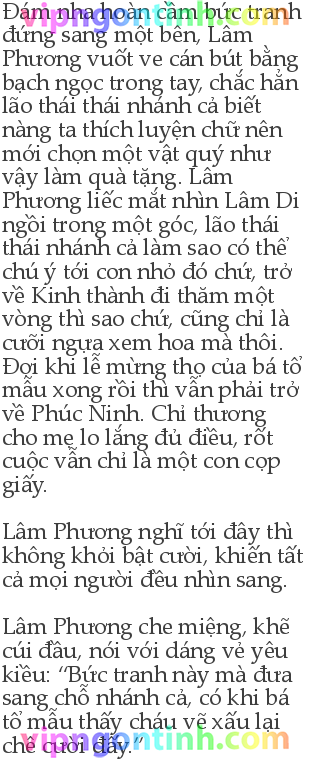 Đám nha hoàn cầm bức tranh
vipngontinh.com
đứng sang một bên, Lâm
Phương vuốt ve cán bút bằng
bạch ngọc trong tay, chắc hẳn
lão thái thái nhánh cả biết
nàng ta thích luyện chữ nên
mới chọn một vật quý như
vậy làm quà tặng. Lâm
Phương liếc mắt nhìn Lâm Di
ngồi trong một góc, lão thái
thái nhánh cả làm sao có thể
chú ý tới con nhỏ đó chứ, trở
về Kinh thành đi thăm một
vòng thì sao chứ, cũng chỉ là
cưỡi ngựa xem hoa mà thôi.
Đợi khi lễ mừng thọ của bá tổ
mẫu xong rồi thì vẫn phải trở
về Phúc Ninh. Chỉ thương
cho mẹ lo lắng đủ điều, rốt
cuộc vẫn chỉ là một con cọp
giấy.
Lâm Phương nghĩ tới đây thì
không khỏi bật cười, khiến tất
cả mọi người đều nhìn sang.
Lâm Phương che miệng, khẽ
cúi đầu, nói với dáng vẻ yêu
kiều: “Bức tranh này mà đưa
sang chỗ nhánh cả, có khi bá
tổ mẫu thấy cháu vẽ xấu lại
chê cười đấy.”
vipngontinh.com